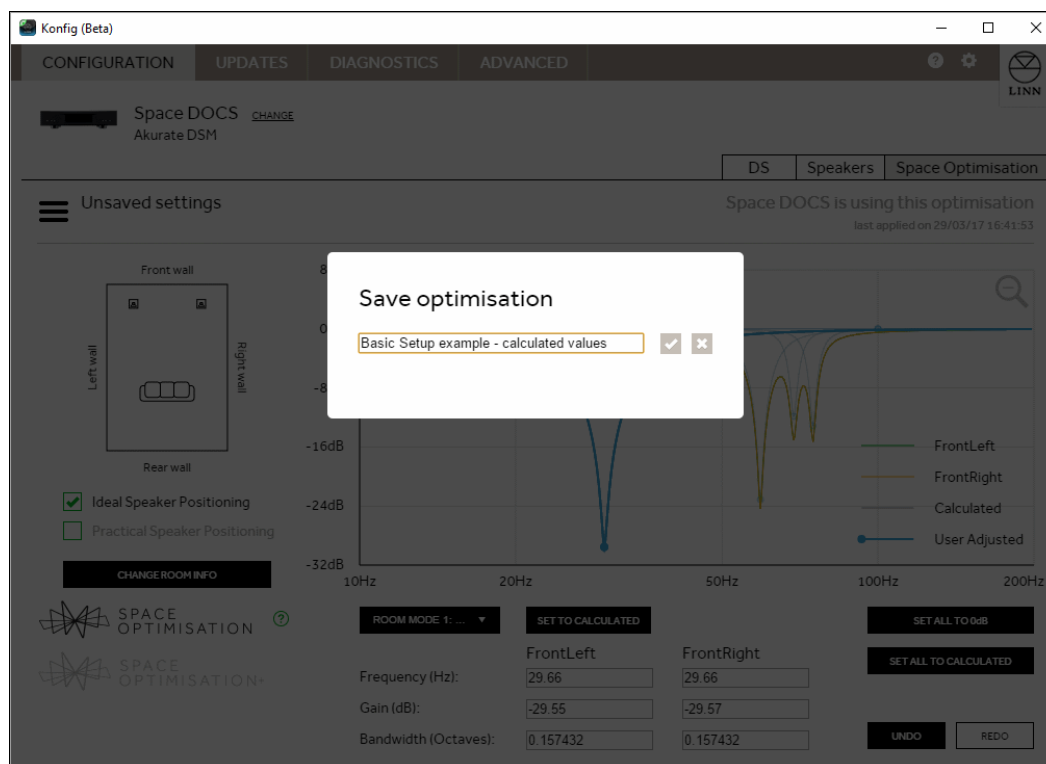 Konfig (Beta)
CONFIGURATION UPDATES DIAGNOSTICS ADVANCED
LINN
Space DOCS CHANGE
Akurate DSM
DS Speakers Space Optimisation
Unsaved settings
Space DOCS is using this optimisation
last applied on 29/03/17 16:41:53
Front wall
Left wall
Right wall
Rear wall
Save optimisation
Basic Setup example - calculated values
8
0
-8
-16dB
-24dB
-32dB
10Hz 20Hz 50Hz 100Hz 200Hz
FrontLeft
FrontRight
Calculated
User Adjusted
Ideal Speaker Positioning
Practical Speaker Positioning
CHANGE ROOM INFO
SPACE
OPTIMISATION ?
SPACE
OPTIMISATION+
ROOM MODE 1: ... SET TO CALCULATED
SET ALL TO 0dB
SET ALL TO CALCULATED
FrontLeft FrontRight
Frequency (Hz): 29.66 29.66
Gain (dB): -29.55 -29.57
Bandwidth (Octaves): 0.157432 0.157432
UNDO REDO